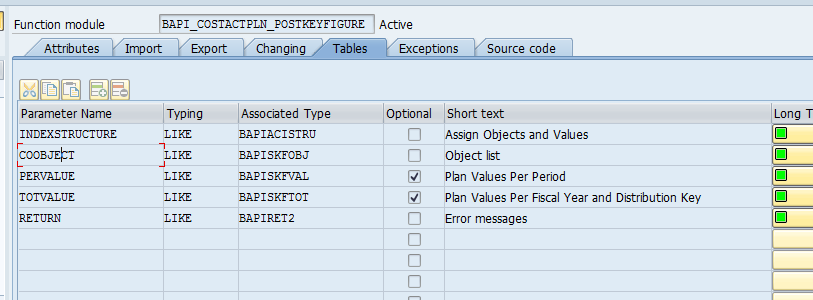 Function module BAPI_COSTACTPLN_POSTKEYFIGURE Active
Attributes Import Export Changing Tables Exceptions Source code
Parameter Name Typing Associated Type Optional Short text Long T
INDEXSTRUCTURE LIKE BAPIACISTRU Assign Objects and Values
COOBJECT LIKE BAPISKFOBJ Object list
PERVALUE LIKE BAPISKFVAL Plan Values Per Period
TOTVALUE LIKE BAPISKFTOT Plan Values Per Fiscal Year and Distribution Key
RETURN LIKE BAPIRET2 Error messages